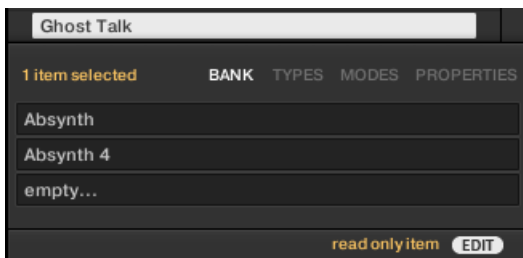 Ghost Talk
1 item selected BANK TYPES MODES PROPERTIES
Absynth
Absynth 4
empty...
read only item EDIT